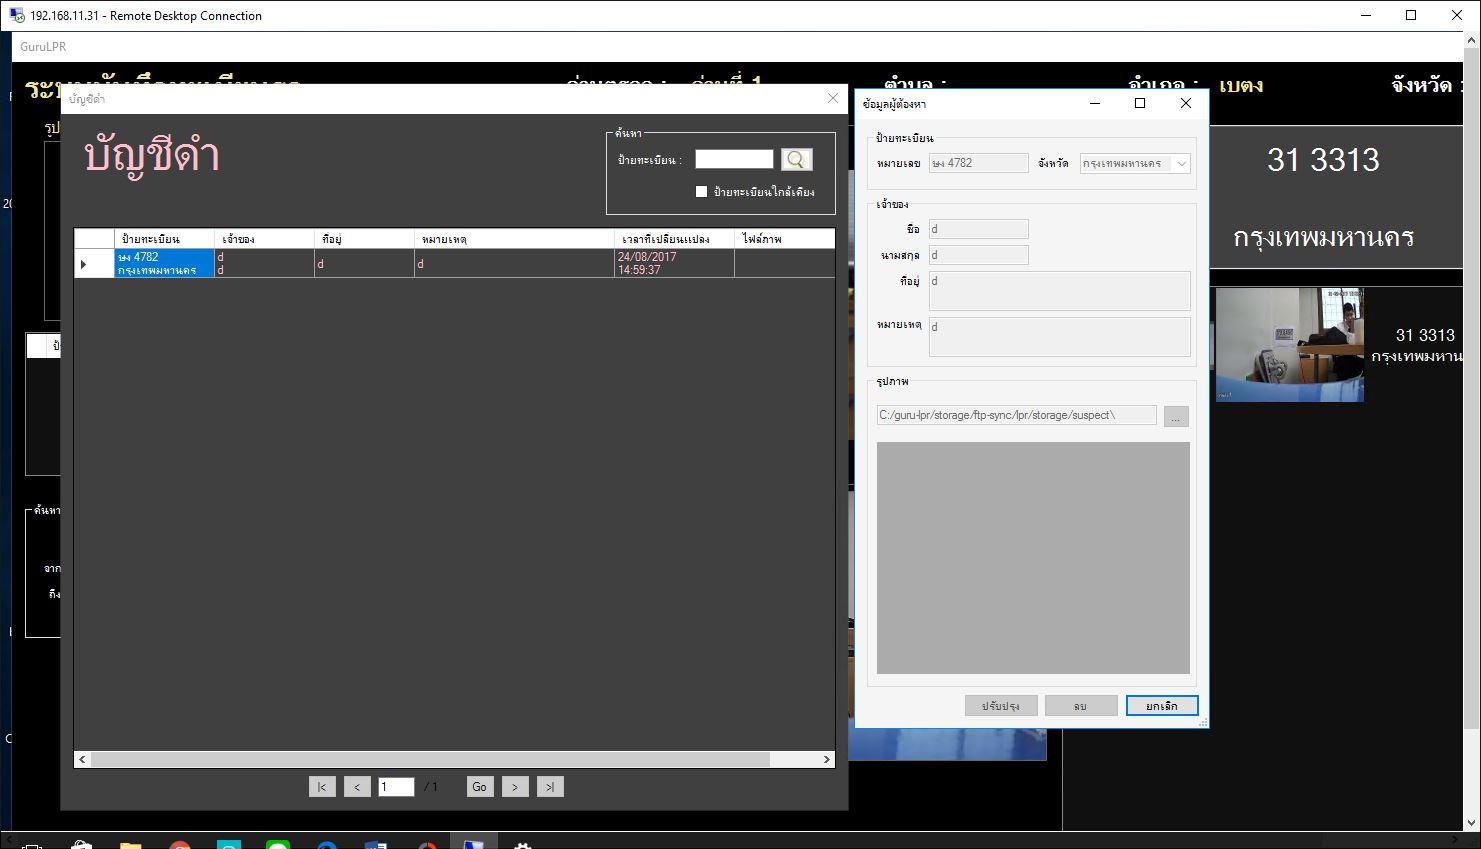 192.168.11.31 - Remote Desktop Connection
GuruLPR
ด่านตรวจ : ด่านที่ 1 ตำบล : อำเภอ : เบตง จังหวัด :
บัญชีดำ
บัญชีดำ
ค้นหา
ป้ายทะเบียน :
ป้ายทะเบียนใกล้เคียง
ป้ายทะเบียน เจ้าของ ที่อยู่ หมายเหตุ เวลาที่เปลี่ยนแปลง ไฟล์ภาพ
ษง 4782 d d d 24/08/2017
กรุงเทพมหานคร d 14:59:37
|< < 1 / 1 Go > >|
ข้อมูลผู้ต้องหา
ป้ายทะเบียน
หมายเลข ษง 4782 จังหวัด กรุงเทพมหานคร
เจ้าของ
ชื่อ d
นามสกุล d
ที่อยู่ d
หมายเหตุ d
รูปภาพ
C:/guru-lpr/storage/ftp-sync/lpr/storage/suspect\ ...
ปรับปรุง ลบ ยกเลิก
31 3313
กรุงเทพมหานคร
31 3313
กรุงเทพมหาน
รูป
ป้
ค้นหา
จาก
ถึง